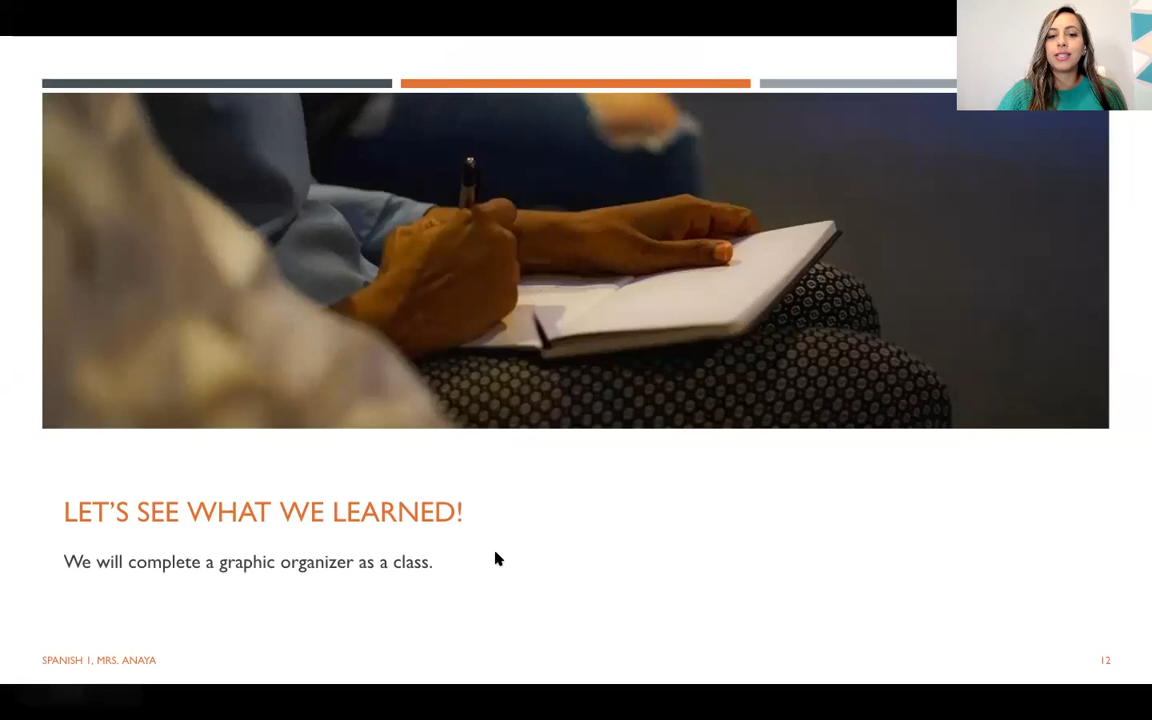 LET’S SEE WHAT WE LEARNED!
We will complete a graphic organizer as a class.
SPANISH 1, MRS. ANAYA
12